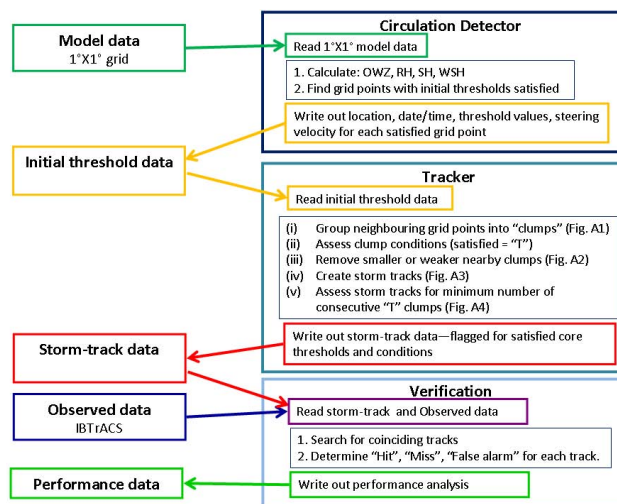 Circulation Detector
Model data
1°X1° grid
Read 1°X1° model data
1. Calculate: OWZ, RH, SH, WSH
2. Find grid points with initial thresholds satisfied
Write out location, date/time, threshold values, steering
velocity for each satisfied grid point
Initial threshold data
Tracker
Read initial threshold data
(i) Group neighbouring grid points into "clumps" (Fig. A1)
(ii) Assess clump conditions (satisfied = "T")
(iii) Remove smaller or weaker nearby clumps (Fig. A2)
(iv) Create storm tracks (Fig. A3)
(v) Assess storm tracks for minimum number of
consecutive "T" clumps (Fig. A4)
Write out storm-track data—flagged for satisfied core
thresholds and conditions
Storm-track data
Verification
Observed data
IBTrACS
Read storm-track and Observed data
1. Search for coinciding tracks
2. Determine "Hit", "Miss", "False alarm" for each track.
Performance data
Write out performance analysis